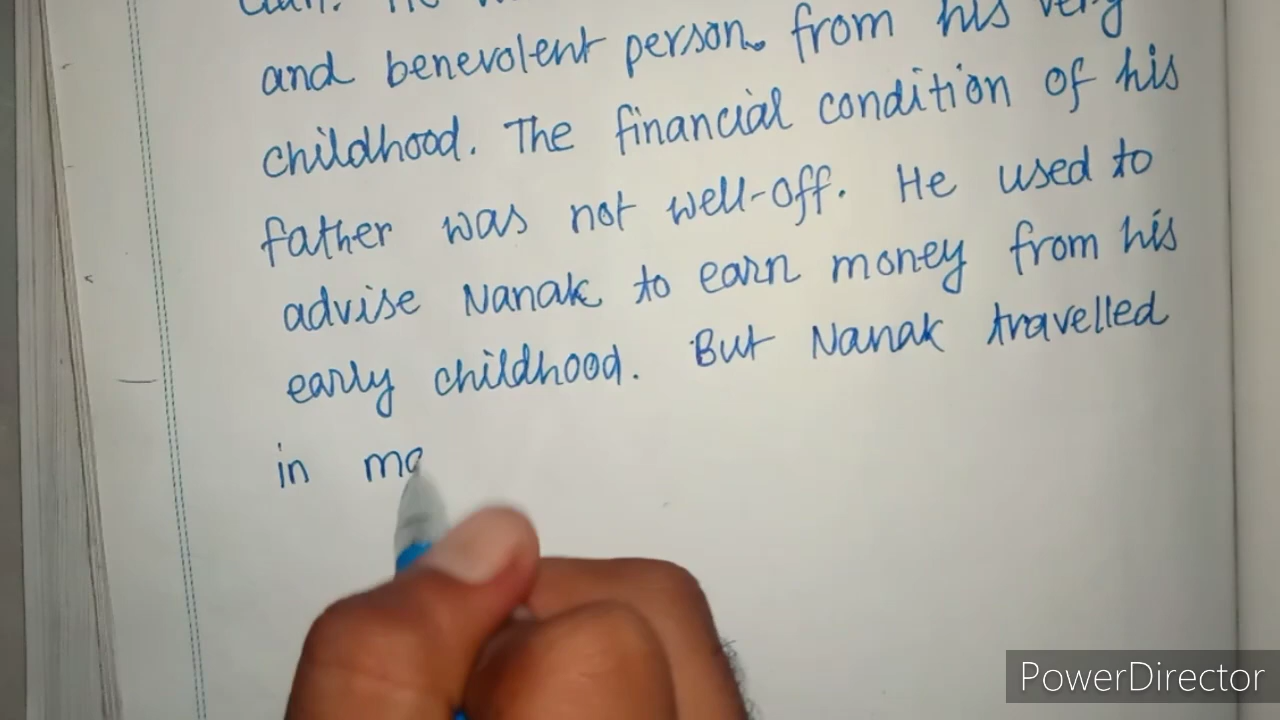 He
and benevolent person. from his very
childhood. The financial condition of his
father was not well-off. He used to
advise Nanak to earn money from his
early childhood. But Nanak travelled
in
PowerDirector